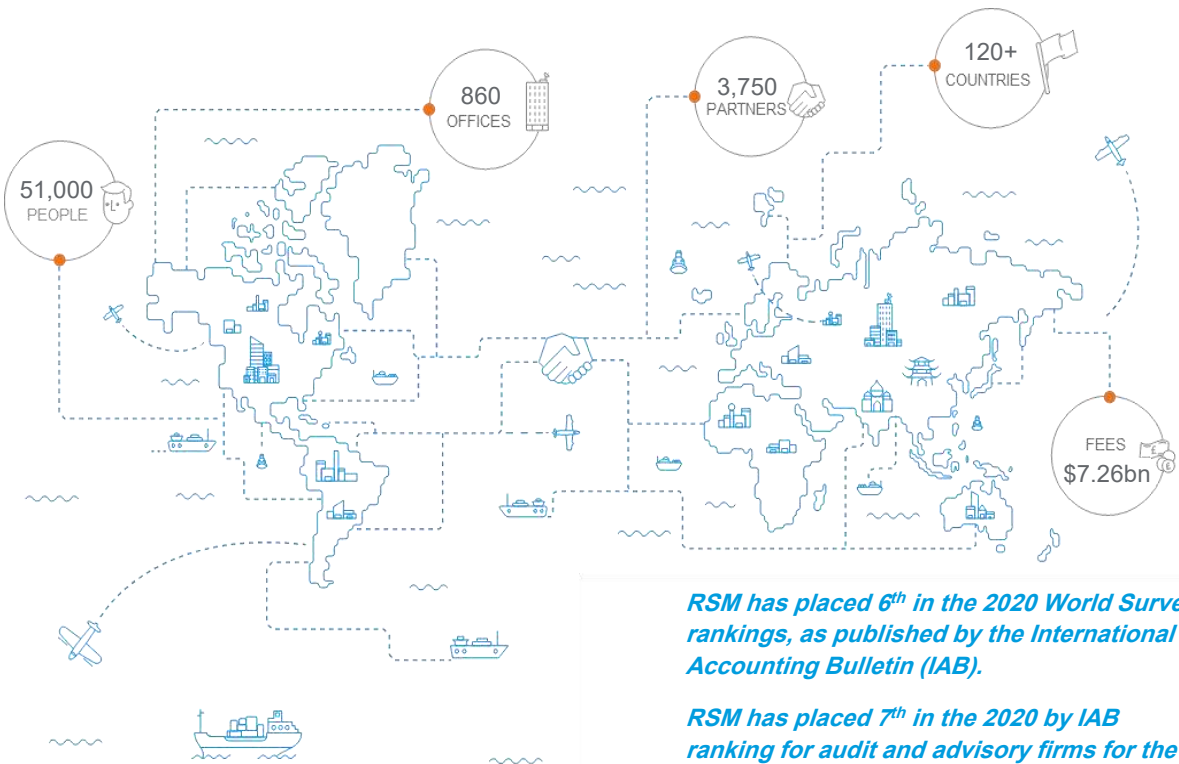 120+
COUNTRIES
3,750
PARTNERS
860
OFFICES
51,000
PEOPLE
FEES
$7.26bn
RSM has placed 6th in the 2020 World Surve
rankings, as published by the International
Accounting Bulletin (IAB).
RSM has placed 7th in the 2020 by IAB
ranking for audit and advisory firms for the